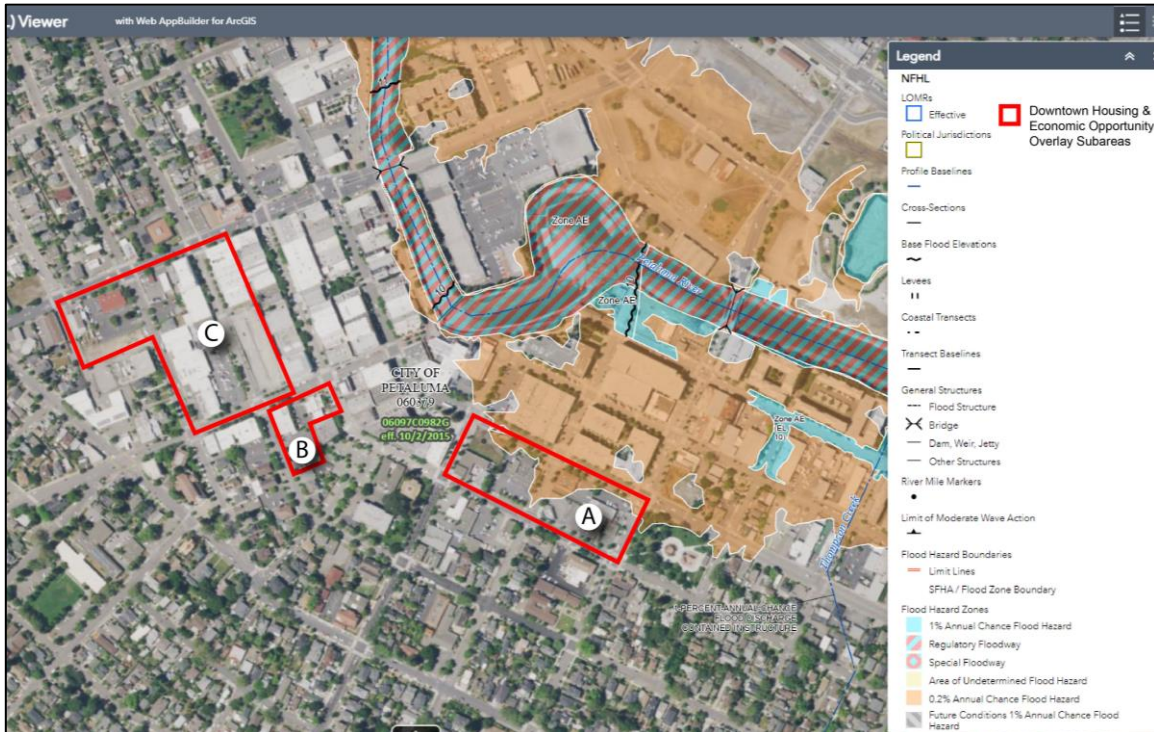 .) Viewer
with Web AppBuilder for ArcGIS
Legend
NFHL
LOMRs
Effective
Political Jurisdictions
Profile Baselines
Cross-Sections
Base Flood Elevations
Levees
Coastal Transects
Transect Baselines
General Structures
Flood Structure
Bridge
Dam, Weir, Jetty
Other Structures
River Mile Markers
Limit of Moderate Wave Action
Flood Hazard Boundaries
Limit Lines
SFHA / Flood Zone Boundary
Flood Hazard Zones
1% Annual Chance Flood Hazard
Regulatory Floodway
Special Floodway
Area of Undetermined Flood Hazard
0.2% Annual Chance Flood Hazard
Future Conditions 1% Annual Chance Flood
Hazard
Downtown Housing &
Economic Opportunity
Overlay Subareas
Zone AE
Petaluma River
Zone AE
10
CITY OF
PETALUMA
06097C0982G
eff. 10/2/2015
Zone AE
EL
10
Thompson Creek
PERCENT ANNUAL CHANCE
FLOOD DISCHARGE
CONTAINED IN STRUCTURE
C
B
A